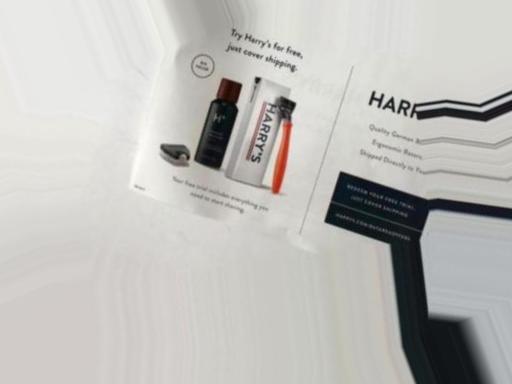 Try Harry's for free,
just cover shipping.
H'
HARRY'S
Your free trial includes everything you
need to start shaving.
HARR
Quality German
Ergonomic Razors,
Shipped Directly to You
REDEEM YOUR FREE TRIAL,
JUST COVER SHIPPING